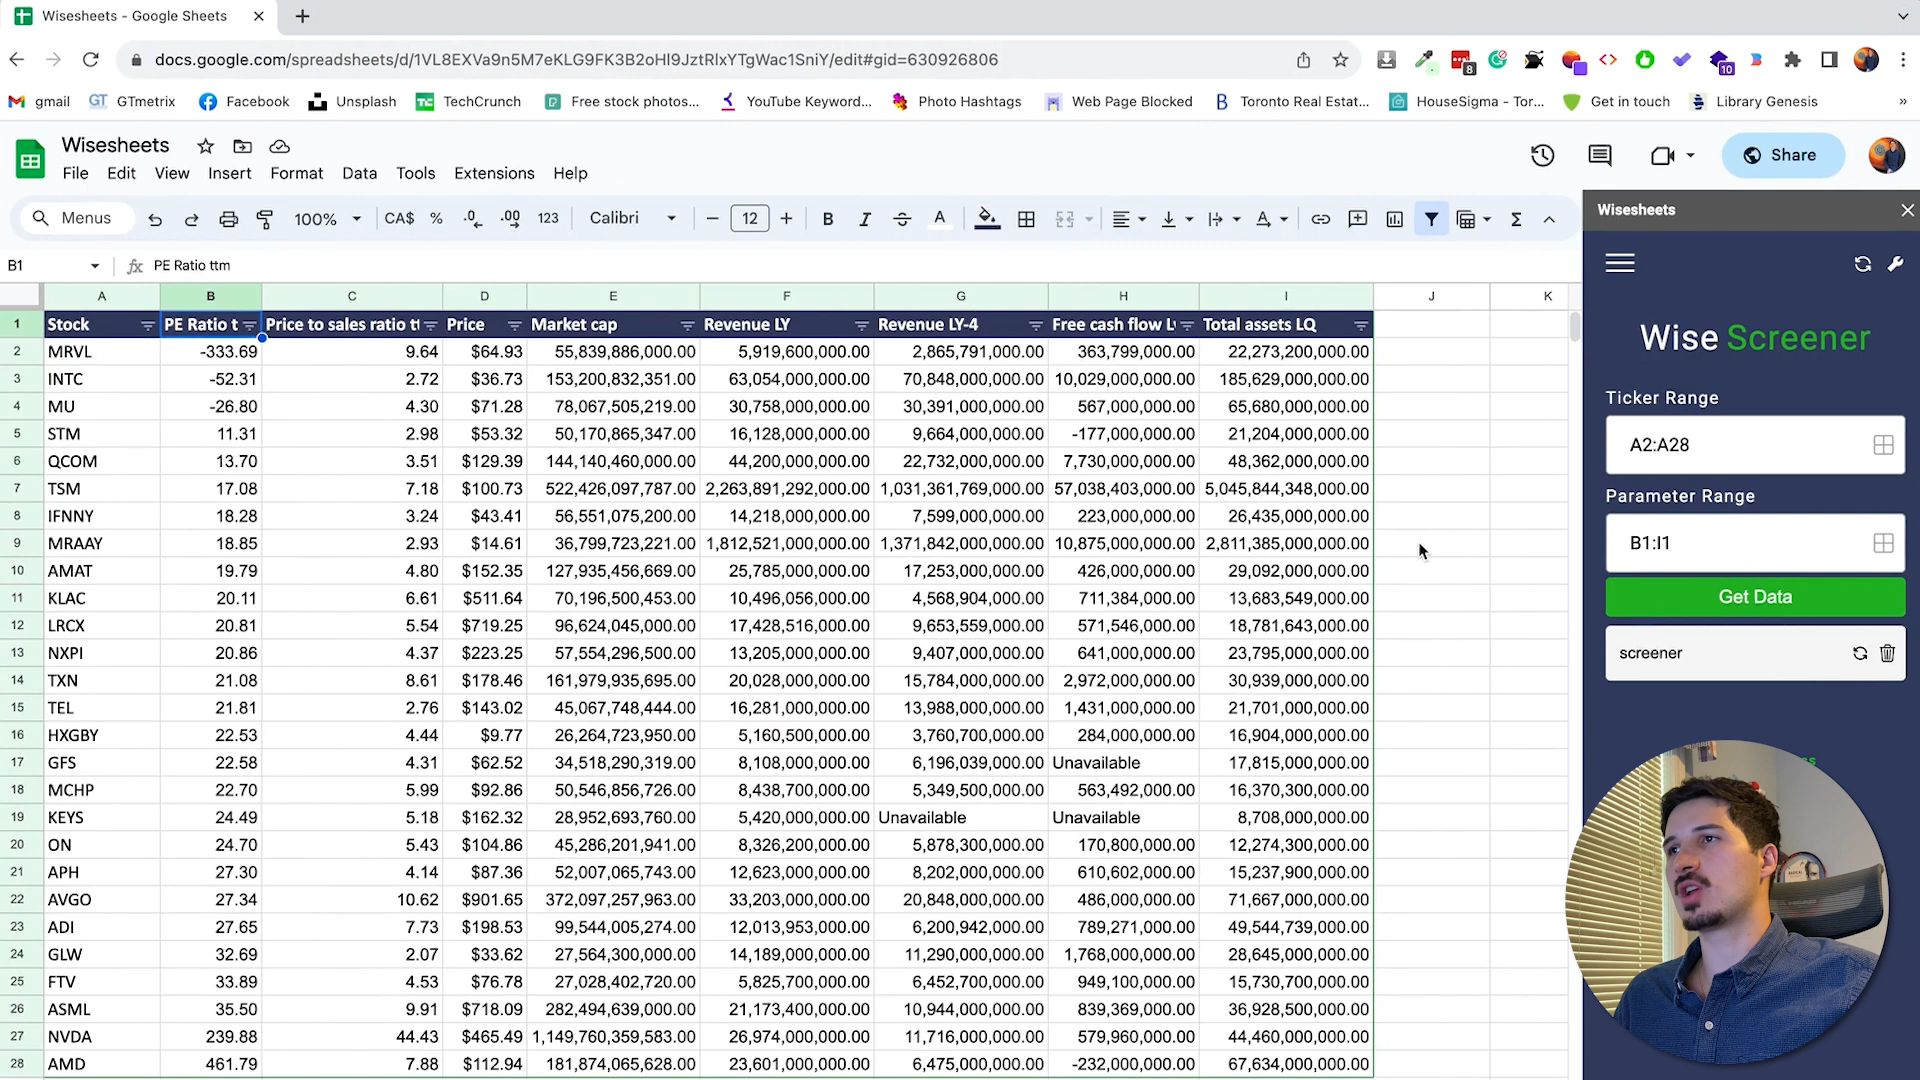 Wisesheets - Google Sheets
docs.google.com/spreadsheets/d/1VL8EXVa9n5M7eKLG9FK3B2oHI9JztRlxYTgWac1SniY/edit#gid=630926806
8
10
gmail GTmetrix Facebook Unsplash TechCrunch Free stock photos... YouTube Keyword... Photo Hashtags Web Page Blocked Toronto Real Estat... HouseSigma - Tor... Get in touch Library Genesis »
Wisesheets
File Edit View Insert Format Data Tools Extensions Help
Share
Menus 100% CA$ % .0 .00 123 Calibri 12 B I A
B1 fx PE Ratio ttm
A B C D E F G H I J K
1 Stock PE Ratio t Price to sales ratio tt Price Market cap Revenue LY Revenue LY-4 Free cash flow L Total assets LQ
2 MRVL -333.69 9.64 $64.93 55,839,886,000.00 5,919,600,000.00 2,865,791,000.00 363,799,000.00 22,273,200,000.00
3 INTC -52.31 2.72 $36.73 153,200,832,351.00 63,054,000,000.00 70,848,000,000.00 10,029,000,000.00 185,629,000,000.00
4 MU -26.80 4.30 $71.28 78,067,505,219.00 30,758,000,000.00 30,391,000,000.00 567,000,000.00 65,680,000,000.00
5 STM 11.31 2.98 $53.32 50,170,865,347.00 16,128,000,000.00 9,664,000,000.00 -177,000,000.00 21,204,000,000.00
6 QCOM 13.70 3.51 $129.39 144,140,460,000.00 44,200,000,000.00 22,732,000,000.00 7,730,000,000.00 48,362,000,000.00
7 TSM 17.08 7.18 $100.73 522,426,097,787.00 2,263,891,292,000.00 1,031,361,769,000.00 57,038,403,000.00 5,045,844,348,000.00
8 IFNNY 18.28 3.24 $43.41 56,551,075,200.00 14,218,000,000.00 7,599,000,000.00 223,000,000.00 26,435,000,000.00
9 MRAAY 18.85 2.93 $14.61 36,799,723,221.00 1,812,521,000,000.00 1,371,842,000,000.00 10,875,000,000.00 2,811,385,000,000.00
10 AMAT 19.79 4.80 $152.35 127,935,456,669.00 25,785,000,000.00 17,253,000,000.00 426,000,000.00 29,092,000,000.00
11 KLAC 20.11 6.61 $511.64 70,196,500,453.00 10,496,056,000.00 4,568,904,000.00 711,384,000.00 13,683,549,000.00
12 LRCX 20.81 5.54 $719.25 96,624,045,000.00 17,428,516,000.00 9,653,559,000.00 571,546,000.00 18,781,643,000.00
13 NXPI 20.86 4.37 $223.25 57,554,296,500.00 13,205,000,000.00 9,407,000,000.00 641,000,000.00 23,795,000,000.00
14 TXN 21.08 8.61 $178.46 161,979,935,695.00 20,028,000,000.00 15,784,000,000.00 2,972,000,000.00 30,939,000,000.00
15 TEL 21.81 2.76 $143.02 45,067,748,444.00 16,281,000,000.00 13,988,000,000.00 1,431,000,000.00 21,701,000,000.00
16 HXGBY 22.53 4.44 $9.77 26,264,723,950.00 5,160,500,000.00 3,760,700,000.00 284,000,000.00 16,904,000,000.00
17 GFS 22.58 4.31 $62.52 34,518,290,319.00 8,108,000,000.00 6,196,039,000.00 Unavailable 17,815,000,000.00
18 MCHP 22.70 5.99 $92.86 50,546,856,726.00 8,438,700,000.00 5,349,500,000.00 563,492,000.00 16,370,300,000.00
19 KEYS 24.49 5.18 $162.32 28,952,693,760.00 5,420,000,000.00 Unavailable Unavailable 8,708,000,000.00
20 ON 24.70 5.43 $104.86 45,286,201,941.00 8,326,200,000.00 5,878,300,000.00 170,800,000.00 12,274,300,000.00
21 APH 27.30 4.14 $87.36 52,007,065,743.00 12,623,000,000.00 8,202,000,000.00 610,602,000.00 15,237,900,000.00
22 AVGO 27.34 10.62 $901.65 372,097,257,963.00 33,203,000,000.00 20,848,000,000.00 486,000,000.00 71,667,000,000.00
23 ADI 27.65 7.73 $198.53 99,544,005,274.00 12,013,953,000.00 6,200,942,000.00 789,271,000.00 49,544,739,000.00
24 GLW 32.69 2.07 $33.62 27,564,300,000.00 14,189,000,000.00 11,290,000,000.00 1,768,000,000.00 28,645,000,000.00
25 FTV 33.89 4.53 $76.78 27,028,402,720.00 5,825,700,000.00 6,452,700,000.00 949,100,000.00 15,730,700,000.00
26 ASML 35.50 9.91 $718.09 282,494,639,000.00 21,173,400,000.00 10,944,000,000.00 839,369,000.00 36,928,500,000.00
27 NVDA 239.88 44.43 $465.49 1,149,760,359,583.00 26,974,000,000.00 11,716,000,000.00 579,960,000.00 44,460,000,000.00
28 AMD 461.79 7.88 $112.94 181,874,065,628.00 23,601,000,000.00 6,475,000,000.00 -232,000,000.00 67,634,000,000.00
Wisesheets
Wise Screener
Ticker Range
A2:A28
Parameter Range
B1:I1
Get Data
screener